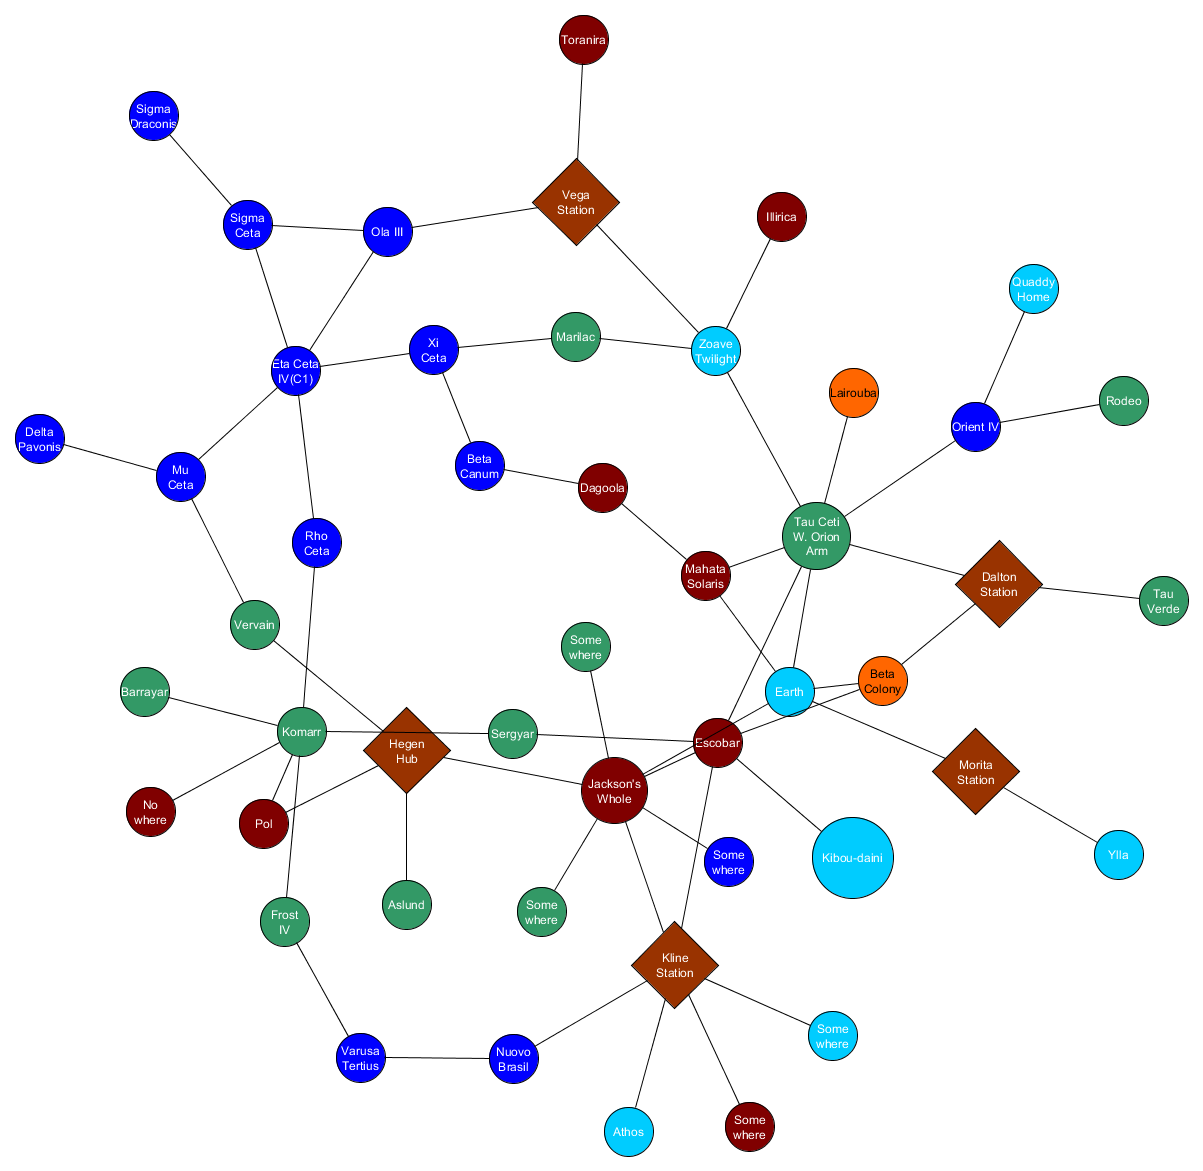 Toranira
Sigma
Draconis
Vega
Station
Illirica
Sigma
Ceta
Ola III
Quaddy
Home
Marilac
Xi
Ceta
Zoave
Twilight
Eta Ceta
IV(C1)
Lairouba
Rodeo
Orient IV
Delta
Pavonis
Beta
Canum
Mu
Ceta
Dagoola
Tau Ceti
W. Orion
Arm
Rho
Ceta
Mahata
Solaris
Dalton
Station
Tau
Verde
Vervain
Some
where
Beta
Colony
Barrayar
Earth
Komarr
Sergyar
Escobar
Hegen
Hub
Morita
Station
Jackson's
Whole
No
where
Pol
Ylla
Kibou-daini
Some
where
Aslund
Some
where
Frost
IV
Kline
Station
Some
where
Varusa
Tertius
Nuovo
Brasil
Some
where
Athos